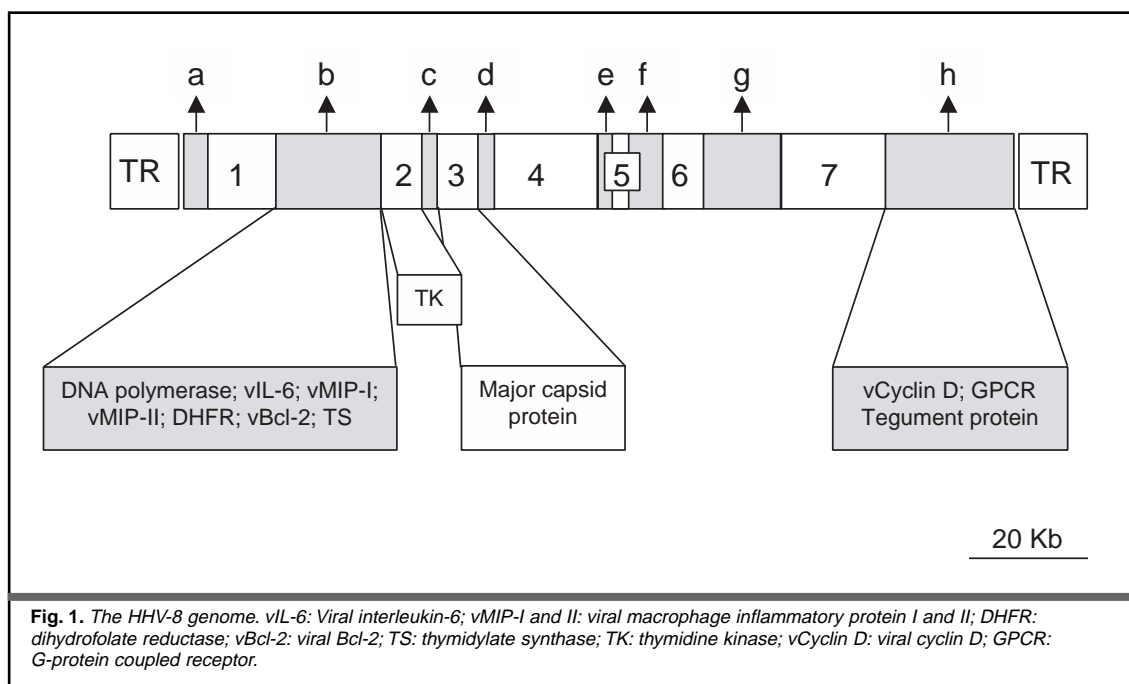 a b c d e f g h
TR 1 2 3 4 5 6 7 TR
TK
DNA polymerase; vIL-6; vMIP-I;
vMIP-II; DHFR; vBcl-2; TS
Major capsid
protein
vCyclin D; GPCR
Tegument protein
20 Kb
Fig. 1. The HHV-8 genome. vIL-6: Viral interleukin-6; vMIP-I and II: viral macrophage inflammatory protein I and II; DHFR:
dihydrofolate reductase; vBcl-2: viral Bcl-2; TS: thymidylate synthase; TK: thymidine kinase; vCyclin D: viral cyclin D; GPCR:
G-protein coupled receptor.